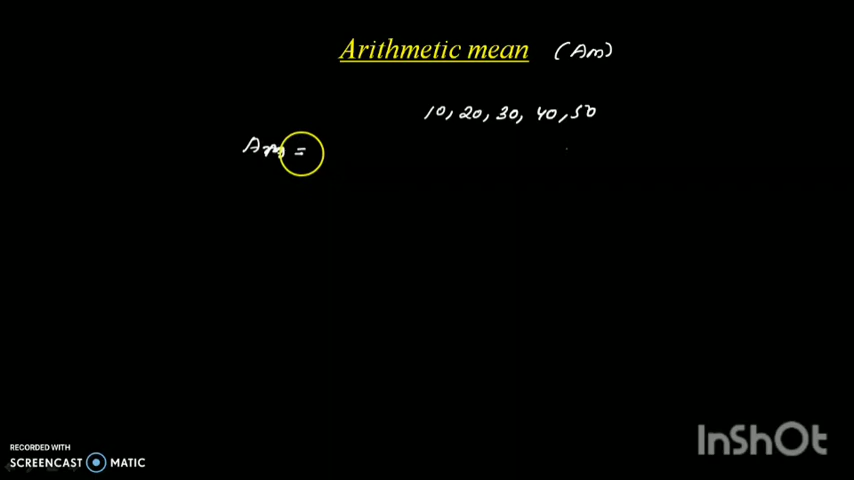 Arithmetic mean (Am)
10, 20, 30, 40, 50
Am =
RECORDED WITH
SCREENCAST MATIC
InShOt